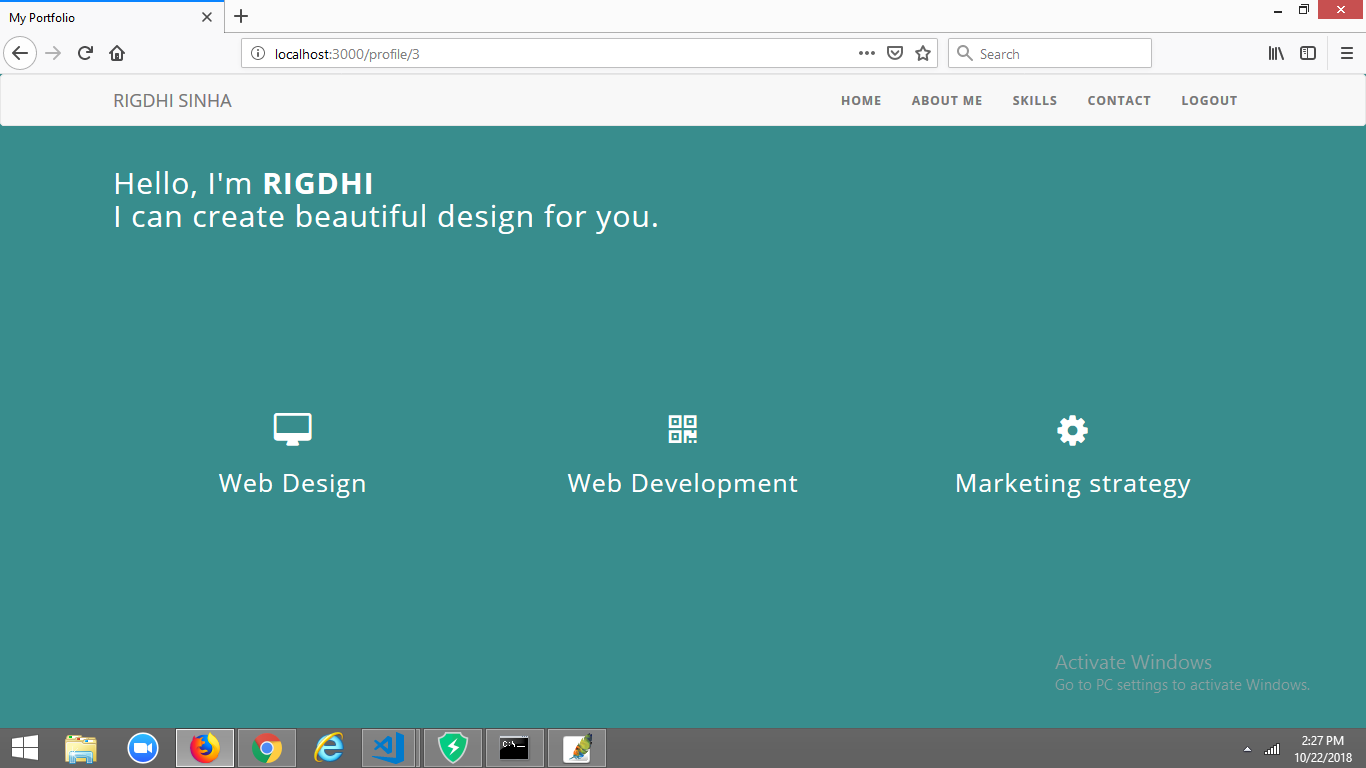 My Portfolio
localhost:3000/profile/3
Search
RIGDHI SINHA
HOME ABOUT ME SKILLS CONTACT LOGOUT
Hello, I'm RIGDHI
I can create beautiful design for you.
Web Design Web Development Marketing strategy
Activate Windows
Go to PC settings to activate Windows.
C:\
2:27 PM
10/22/2018